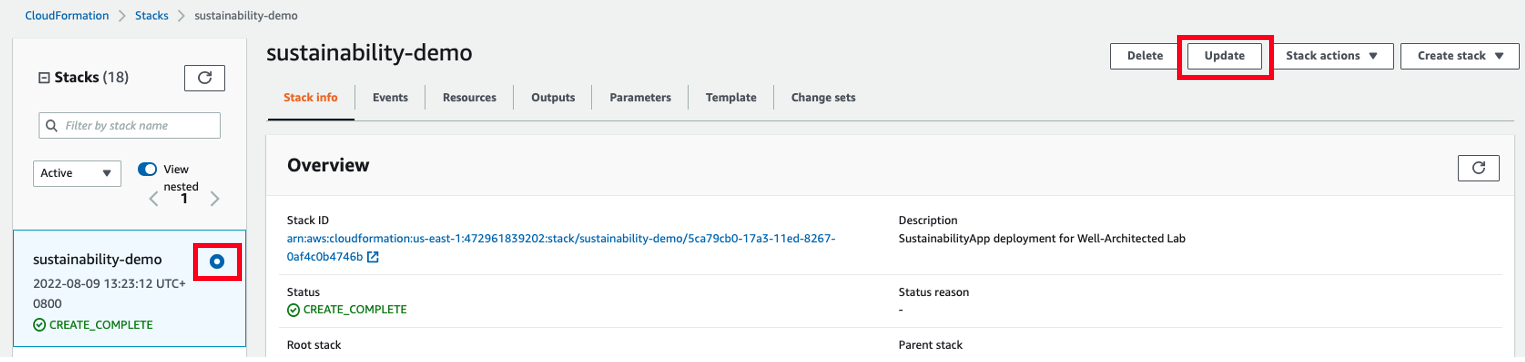 CloudFormation > Stacks > sustainability-demo
Stacks (18)
Filter by stack name
Active
View
nested
1
sustainability-demo
2022-08-09 13:23:12 UTC+
0800
CREATE_COMPLETE
sustainability-demo
Delete Update Stack actions Create stack
Stack info Events Resources Outputs Parameters Template Change sets
Overview
Stack ID
arn:aws:cloudformation:us-east-1:472961839202:stack/sustainability-demo/5ca79cb0-17a3-11ed-8267-
0af4c0b4746b
Description
SustainabilityApp deployment for Well-Architected Lab
Status
CREATE_COMPLETE
Status reason
-
Root stack
Parent stack